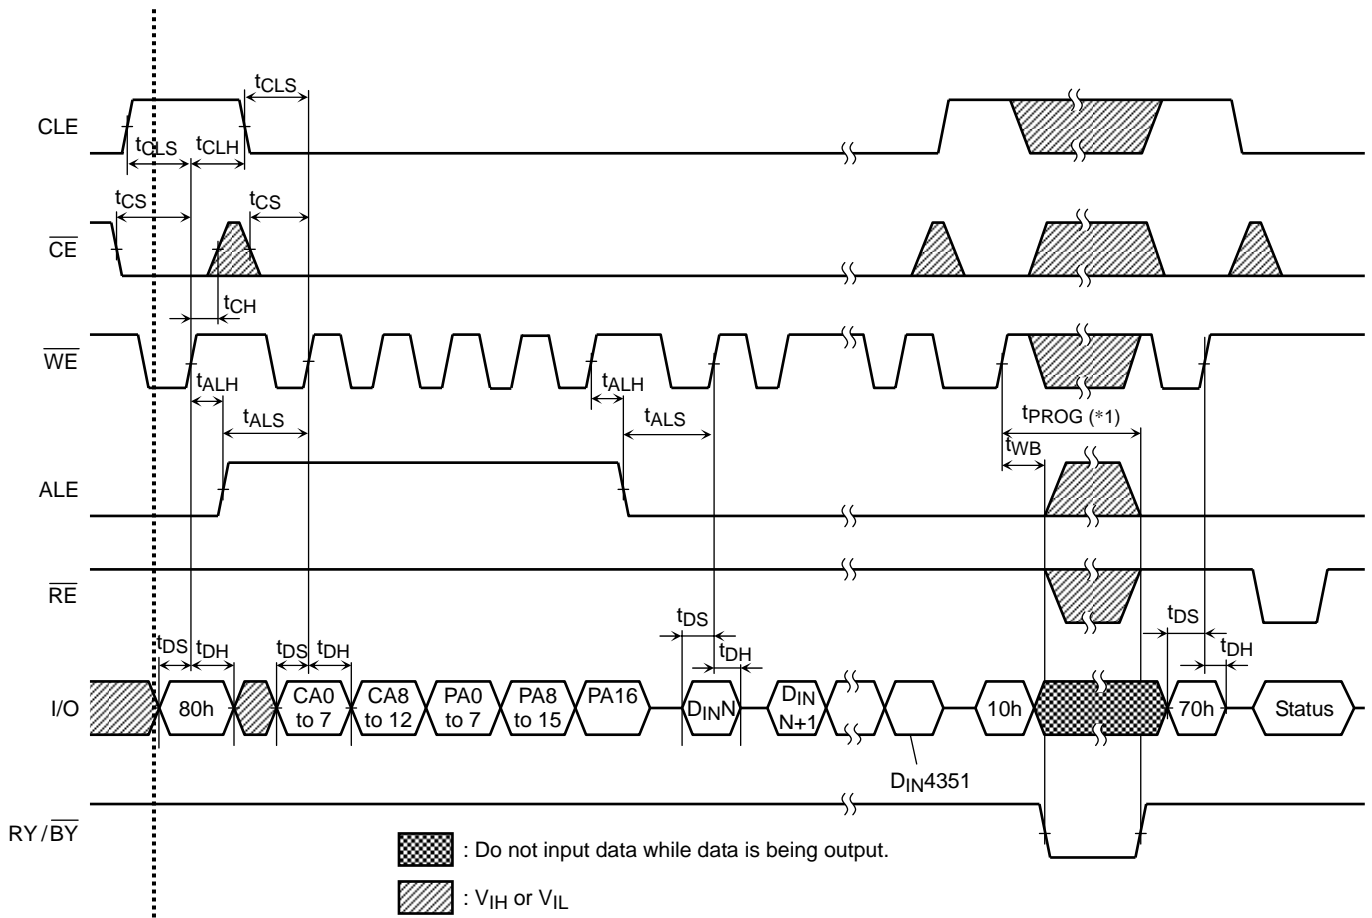 tCLS
CLE
tCLS tCLH
tCS tCS
CE
tCH
WE
tALH tALH
tALS tALS tPROG (*1)
tWB
ALE
RE
tDS tDH tDS tDH tDS tDH tDS tDH
I/O 80h CA0 to 7 CA8 to 12 PA0 to 7 PA8 to 15 PA16 DINN DIN N+1 10h 70h Status
DIN4351
RY/BY
: Do not input data while data is being output.
: VIH or VIL